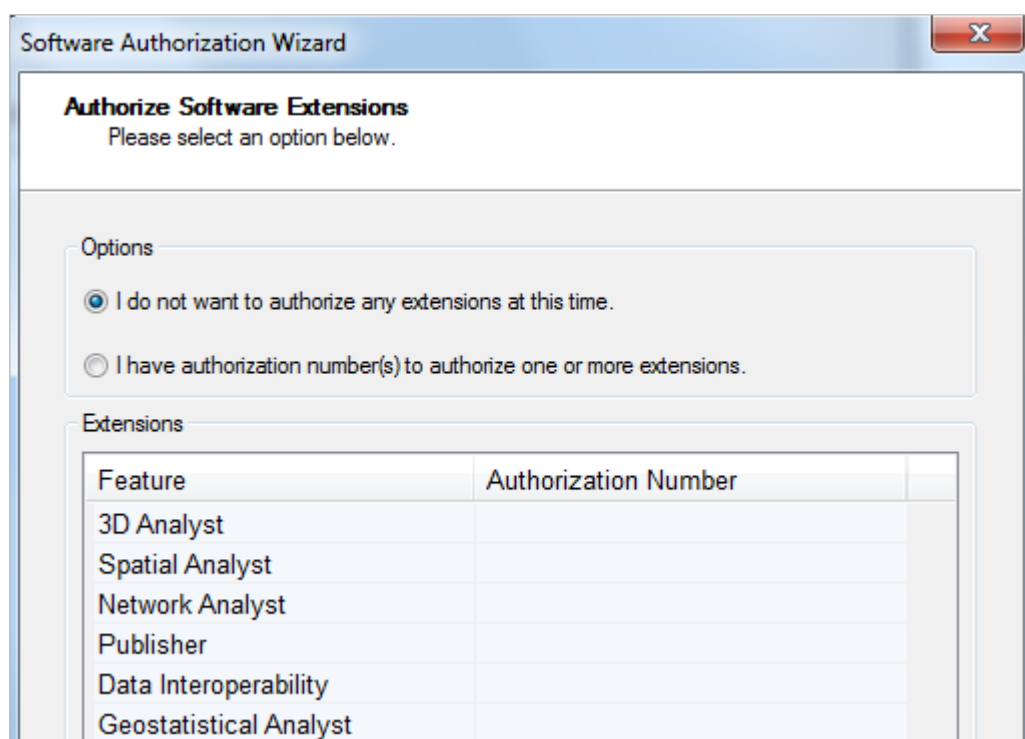 Software Authorization Wizard
Authorize Software Extensions
Please select an option below.
Options
I do not want to authorize any extensions at this time.
I have authorization number(s) to authorize one or more extensions.
Extensions
Feature Authorization Number
3D Analyst
Spatial Analyst
Network Analyst
Publisher
Data Interoperability
Geostatistical Analyst